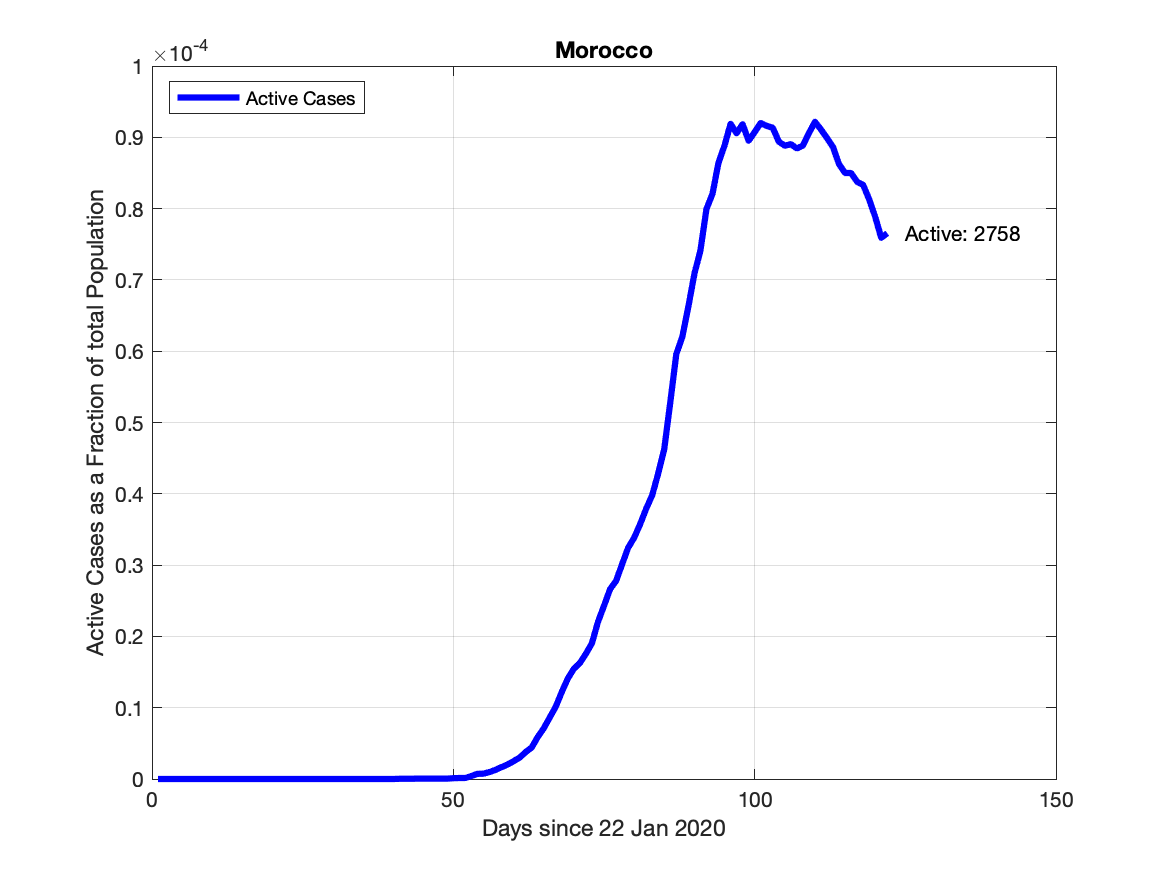 Morocco
×10-4
Active Cases
1
0.9
0.8
0.7
0.6
0.5
0.4
0.3
0.2
0.1
0
Active Cases as a Fraction of total Population
Active: 2758
0 50 100 150
Days since 22 Jan 2020